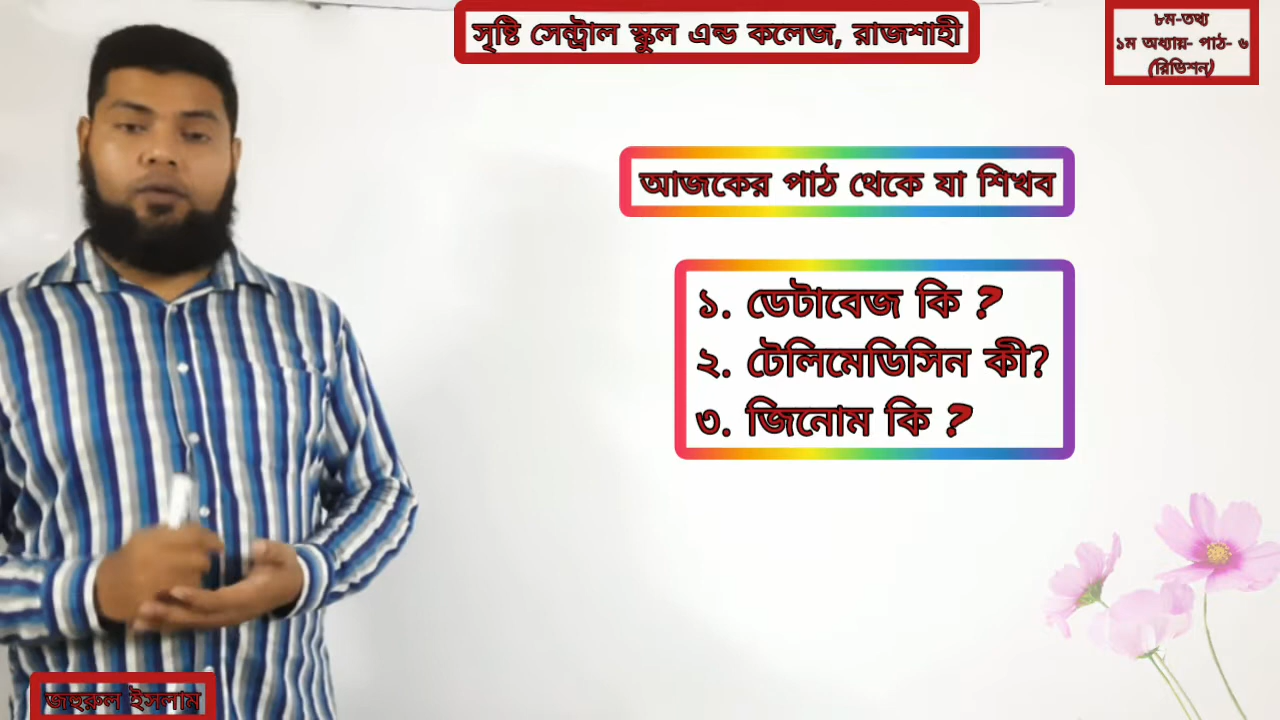 সৃষ্টি সেন্ট্রাল স্কুল এন্ড কলেজ, রাজশাহী
৮ম-তথ্য
১ম অধ্যায়- পাঠ- ৬
(রিভিশন)
আজকের পাঠ থেকে যা শিখব
১. ডেটাবেজ কি ?
২. টেলিমেডিসিন কী?
৩. জিনোম কি ?
জহুরুল ইসলাম